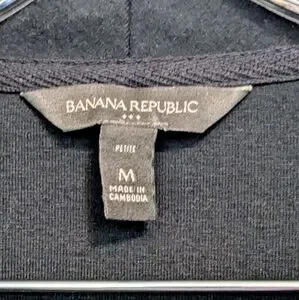 BANANA REPUBLIC
PETITE
M
MADE IN
CAMBODIA